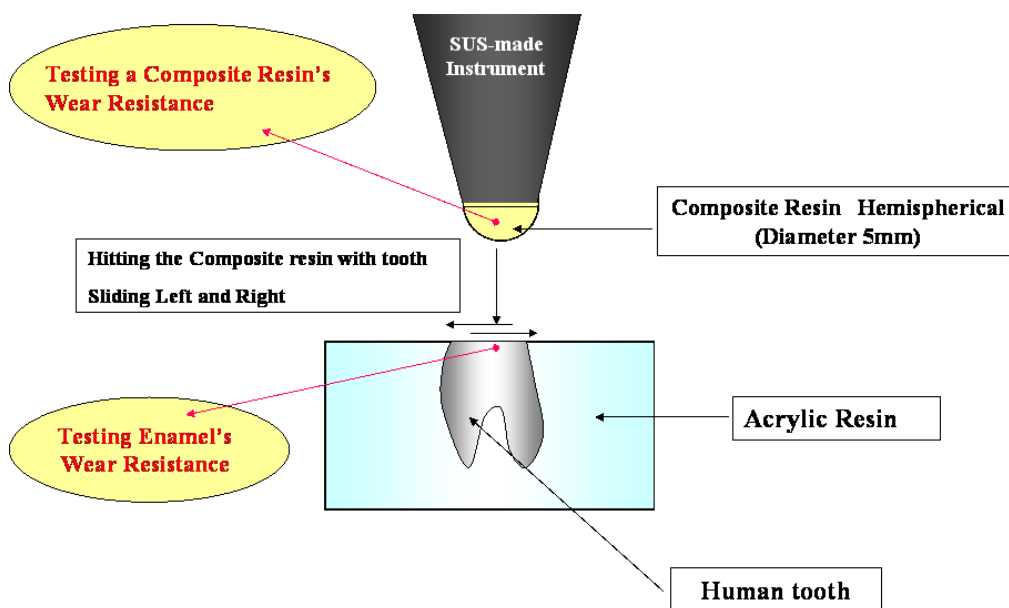 SUS-made
Instrument
Testing a Composite Resin's
Wear Resistance
Composite Resin Hemispherical
(Diameter 5mm)
Hitting the Composite resin with tooth
Sliding Left and Right
Acrylic Resin
Testing Enamel's
Wear Resistance
Human tooth